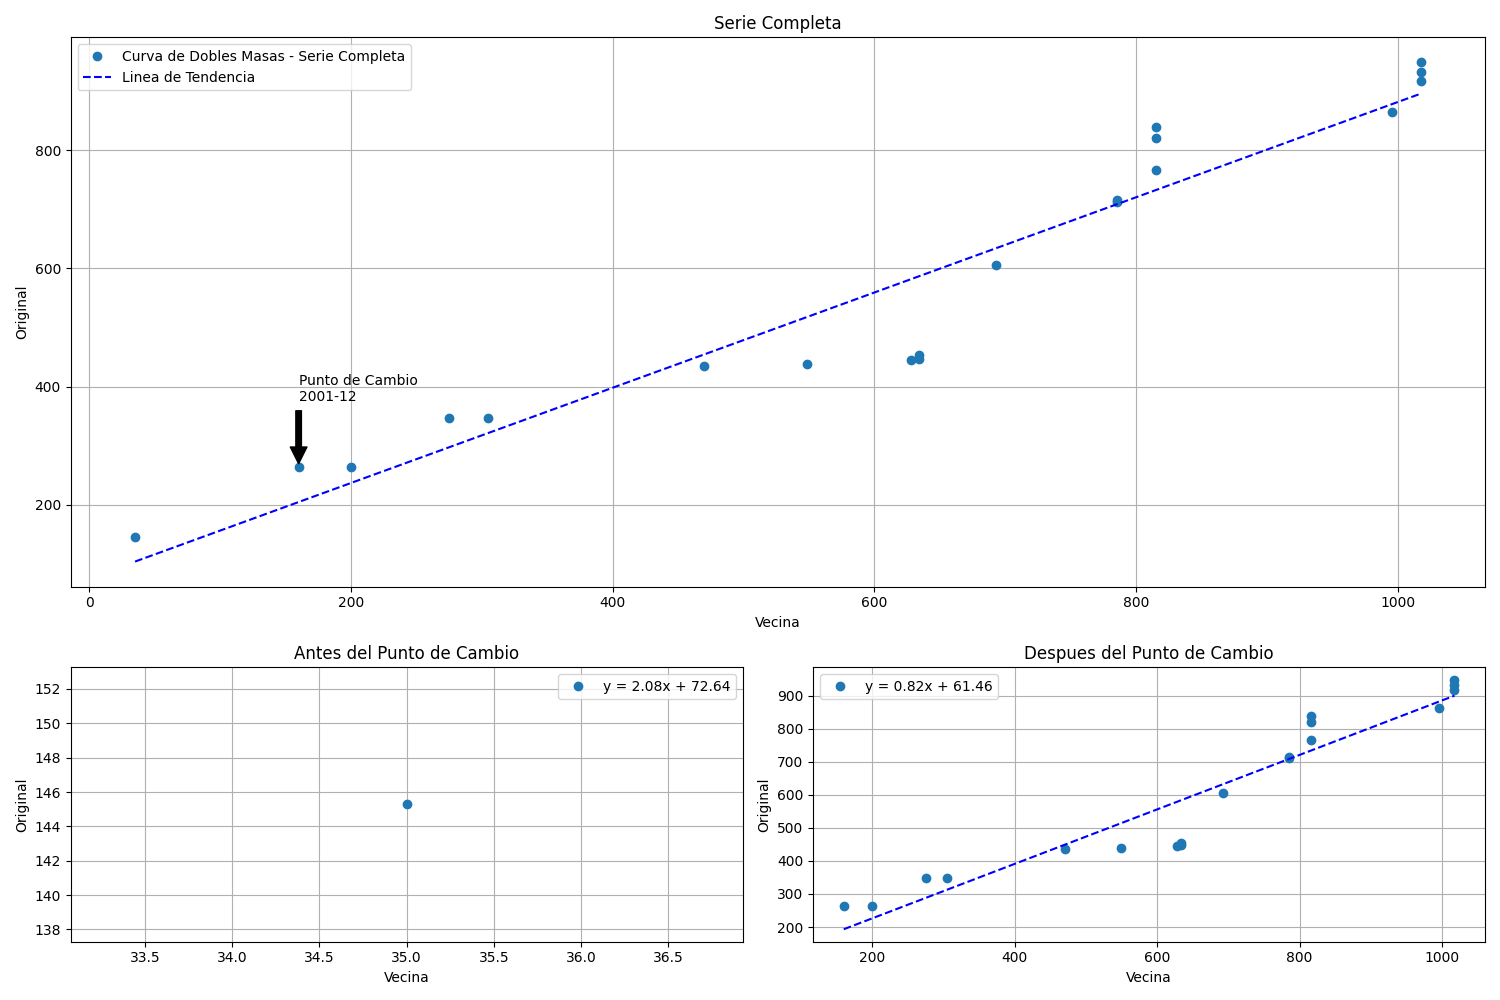 Serie Completa
Curva de Dobles Masas - Serie Completa
Linea de Tendencia
Original
800
600
400
200
Punto de Cambio
2001-12
0 200 400 600 800 1000
Vecina
Antes del Punto de Cambio
y = 2.08x + 72.64
Original
152
150
148
146
144
142
140
138
33.5 34.0 34.5 35.0 35.5 36.0 36.5
Vecina
Despues del Punto de Cambio
y = 0.82x + 61.46
Original
900
800
700
600
500
400
300
200
200 400 600 800 1000
Vecina